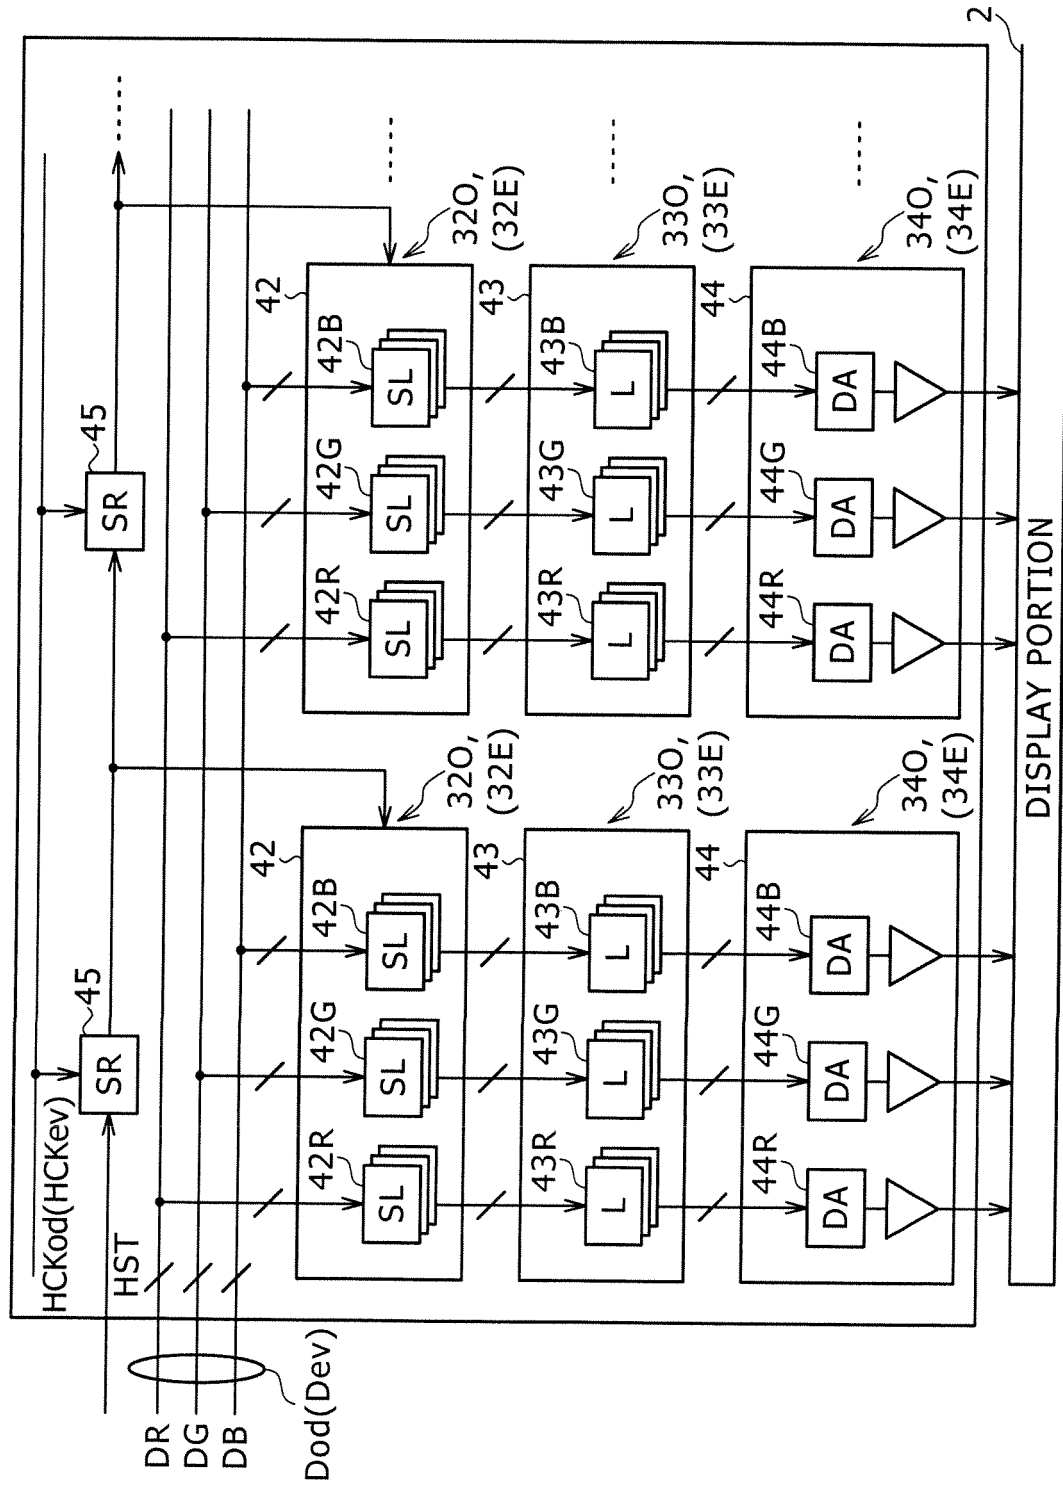 HCKod(HCKev)
HST
DR
DG
DB
Dod(Dev)
45
SR
45
SR
42
42R
42G
42B
SL
SL
SL
32O,
(32E)
42
42R
42G
42B
SL
SL
SL
32O,
(32E)
43
43R
43G
43B
L
L
L
33O,
(33E)
43
43R
43G
43B
L
L
L
33O,
(33E)
44
44R
44G
44B
DA
DA
DA
34O,
(34E)
44
44R
44G
44B
DA
DA
DA
34O,
(34E)
DISPLAY PORTION
2